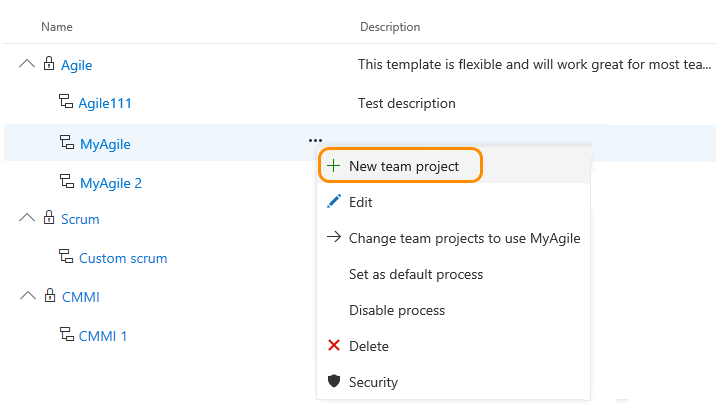 Name Description
Agile This template is flexible and will work great for most tea...
Agile111 Test description
MyAgile ...
New team project
MyAgile 2
Edit
Scrum
Change team projects to use MyAgile
Custom scrum
Set as default process
CMMI
Disable process
CMMI 1
Delete
Security